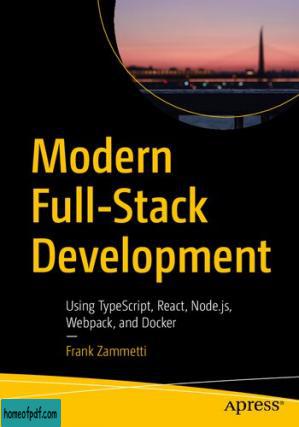 Modern
Full-Stack
Development
Using TypeScript, React, Node.js,
Webpack, and Docker
—
Frank Zammetti
homeofpdf.com
Apress®